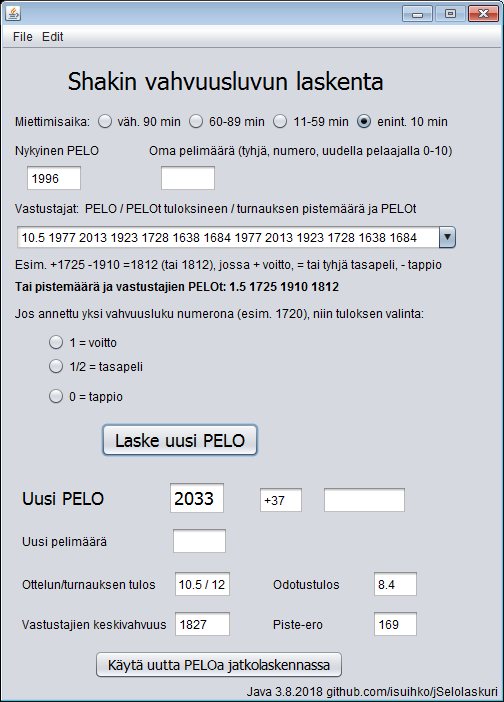 File Edit
Shakin vahvuusluvun laskenta
Miettimisaika: väh. 90 min 60-89 min 11-59 min enint. 10 min
Nykyinen PELO Oma pelimäärä (tyhjä, numero, uudella pelaajalla 0-10)
1996
Vastustajat: PELO / PELOt tuloksineen / turnauksen pistemäärä ja PELOt
10.5 1977 2013 1923 1728 1638 1684 1977 2013 1923 1728 1638 1684
Esim. +1725 -1910 =1812 (tai 1812), jossa + voitto, = tai tyhjä tasapeli, - tappio
Tai pistemäärä ja vastustajien PELOt: 1.5 1725 1910 1812
Jos annettu yksi vahvuusluku numerona (esim. 1720), niin tuloksen valinta:
1 = voitto
1/2 = tasapeli
0 = tappio
Laske uusi PELO
Uusi PELO 2033 +37
Uusi pelimäärä
Ottelun/turnauksen tulos 10.5 / 12 Odotustulos 8.4
Vastustajien keskivahvuus 1827 Piste-ero 169
Käytä uutta PELOa jatkolaskennassa
Java 3.8.2018 github.com/isuihko/jSelolaskuri